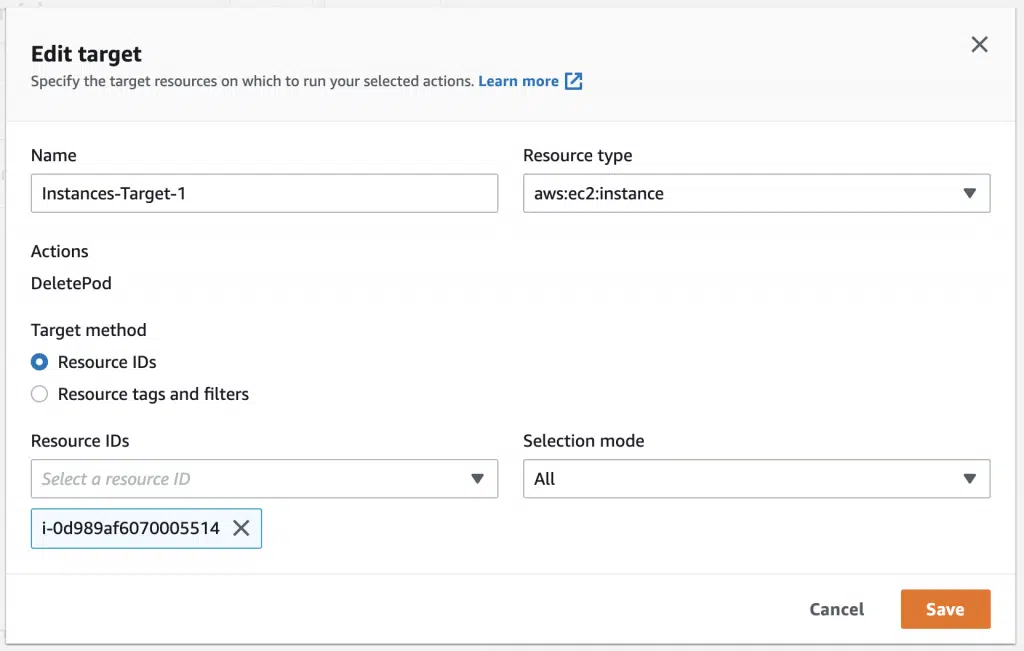 Edit target
Specify the target resources on which to run your selected actions. Learn more
Name
Resource type
Instances-Target-1
aws:ec2:instance
Actions
DeletePod
Target method
Resource IDs
Resource tags and filters
Resource IDs
Selection mode
Select a resource ID
All
i-0d989af6070005514
Cancel
Save